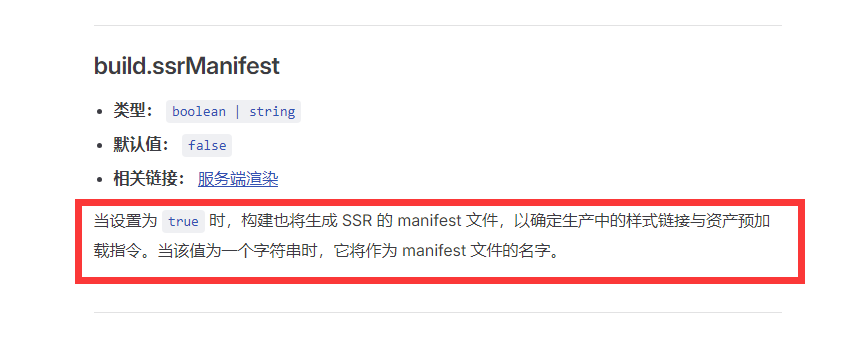 build.ssrManifest
类型： boolean | string
默认值： false
相关链接： 服务端渲染
当设置为 true 时，构建也将生成 SSR 的 manifest 文件，以确定生产中的样式链接与资产预加
载指令。当该值为一个字符串时，它将作为 manifest 文件的名字。